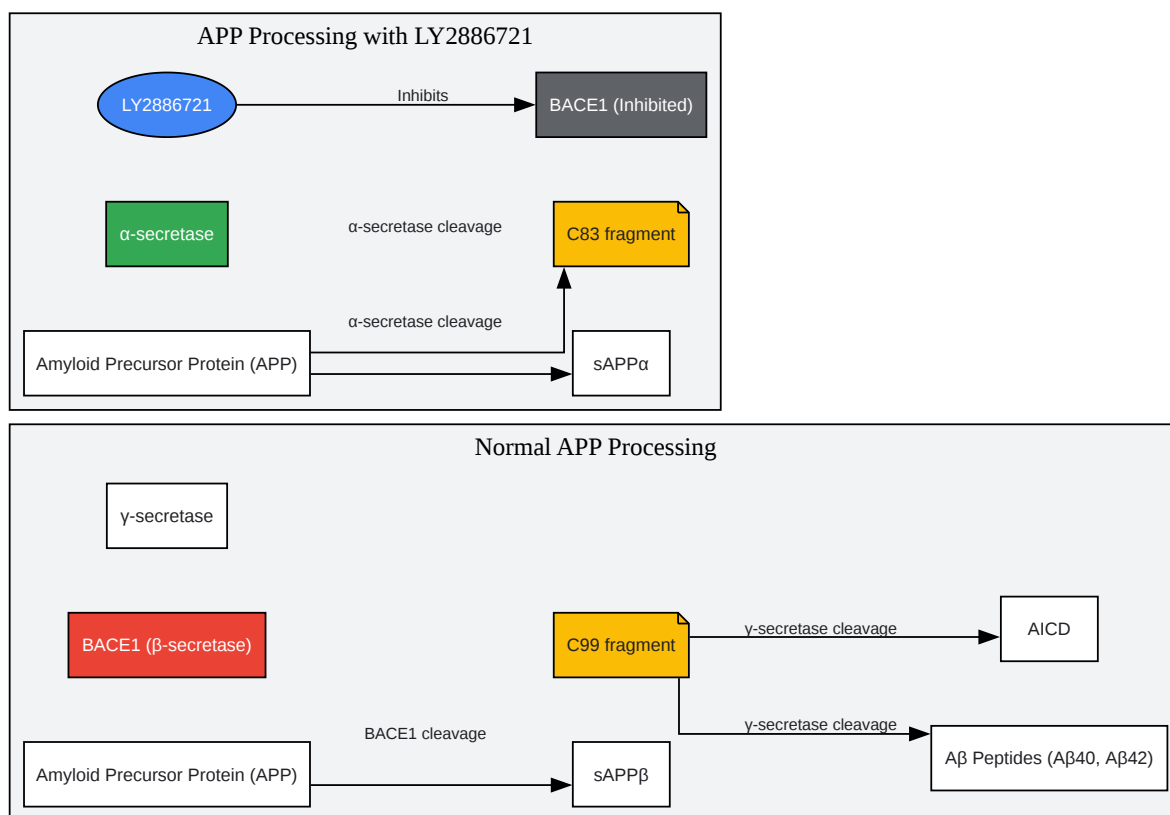 APP Processing with LY2886721
LY2886721
Inhibits
BACE1 (Inhibited)
α-secretase
α-secretase cleavage
C83 fragment
α-secretase cleavage
Amyloid Precursor Protein (APP)
sAPPα
Normal APP Processing
γ-secretase
BACE1 (β-secretase)
C99 fragment
γ-secretase cleavage
AICD
BACE1 cleavage
γ-secretase cleavage
Amyloid Precursor Protein (APP)
sAPPβ
Aβ Peptides (Aβ40, Aβ42)